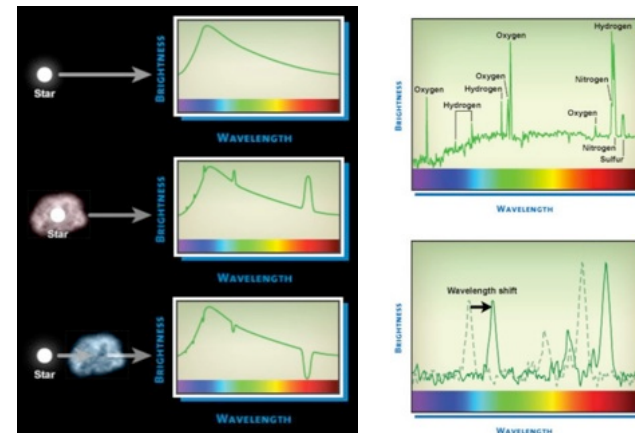 Star
BRIGHTNESS
WAVELENGTH
Star
BRIGHTNESS
WAVELENGTH
Star
BRIGHTNESS
WAVELENGTH
Hydrogen
Oxygen
Oxygen
Hydrogen
Oxygen
Hydrogen
Nitrogen
Oxygen
Nitrogen
Sulfur
BRIGHTNESS
WAVELENGTH
Wavelength shift
BRIGHTNESS
WAVELENGTH